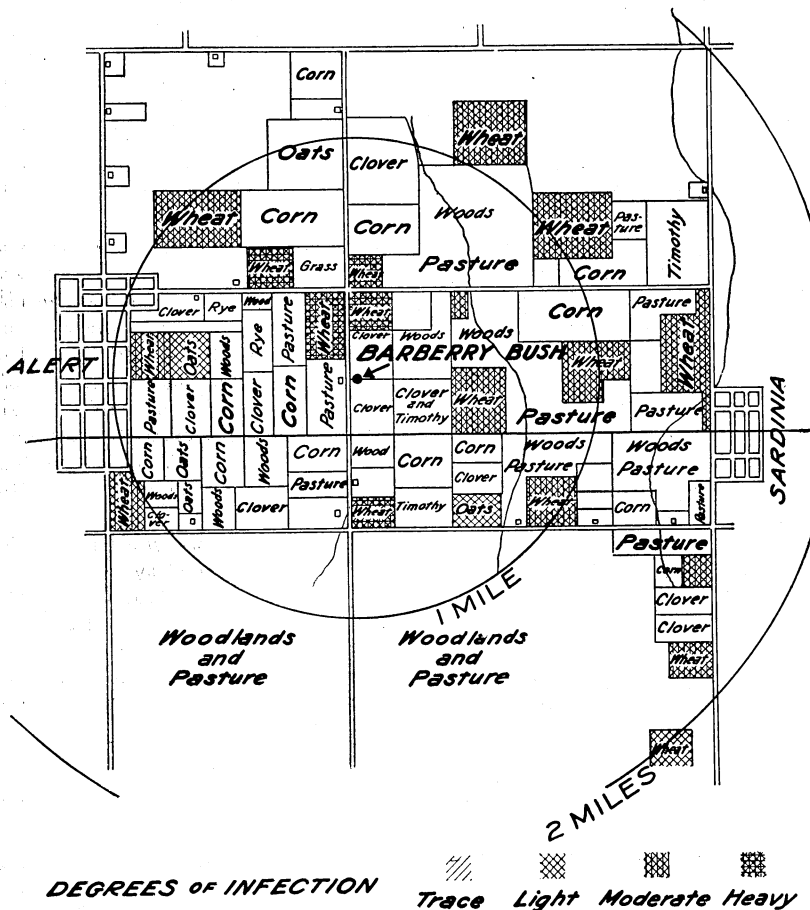 Corn
Wheat
Oats
Clover
Wheat
Corn
Corn
Woods
Pasture
Wheat
Pas-
ture
Timothy
Corn
Wheat
Grass
Wheat
Clover
Rye
Wood
Rye
Pasture
Wheat
Wheat
Clover
Woods
Woods
Corn
Pasture
Wheat
ALERT
Wheat
Oats
Woods
BARBERRY BUSH
Wheat
Pasture
Clover
Corn
Clover
Corn
Pasture
Clover
Clover
and
Timothy
Wheat
Pasture
Pasture
SARDINIA
Corn
Oats
Corn
Woods
Corn
Pasture
Wood
Corn
Corn
Clover
Woods
Pasture
Woods
Pasture
Wheat
Woods
Clo-
ver
Oats
Woods
Clover
Wheat
Timothy
Oats
Wheat
Corn
Pasture
Pasture
Corn
Clover
Clover
Wheat
1 MILE
Woodlands
and
Pasture
Woodlands
and
Pasture
Wheat
2 MILES
DEGREES OF INFECTION
Trace Light Moderate Heavy